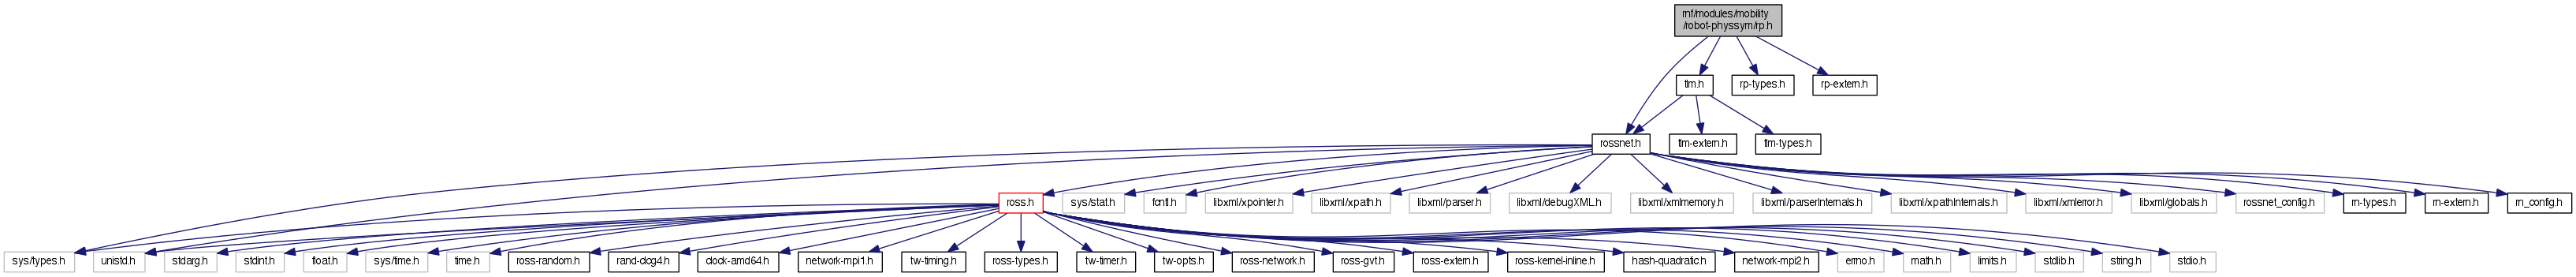 rnf/modules/mobility
/robot-physsym/rp.h
tlm.h
rp-types.h
rp-extern.h
rossnet.h
tlm-extern.h
tlm-types.h
ross.h
sys/stat.h
fcntl.h
libxml/xpointer.h
libxml/xpath.h
libxml/parser.h
libxml/debugXML.h
libxml/xmlmemory.h
libxml/parserInternals.h
libxml/xpathInternals.h
libxml/xmlerror.h
libxml/globals.h
rossnet_config.h
rn-types.h
rn-extern.h
rn_config.h
sys/types.h
unistd.h
stdarg.h
stdint.h
float.h
sys/time.h
time.h
ross-random.h
rand-clcg4.h
clock-amd64.h
network-mpi1.h
tw-timing.h
ross-types.h
tw-timer.h
tw-opts.h
ross-network.h
ross-gvt.h
ross-extern.h
ross-kernel-inline.h
hash-quadratic.h
network-mpi2.h
errno.h
math.h
limits.h
stdlib.h
string.h
stdio.h